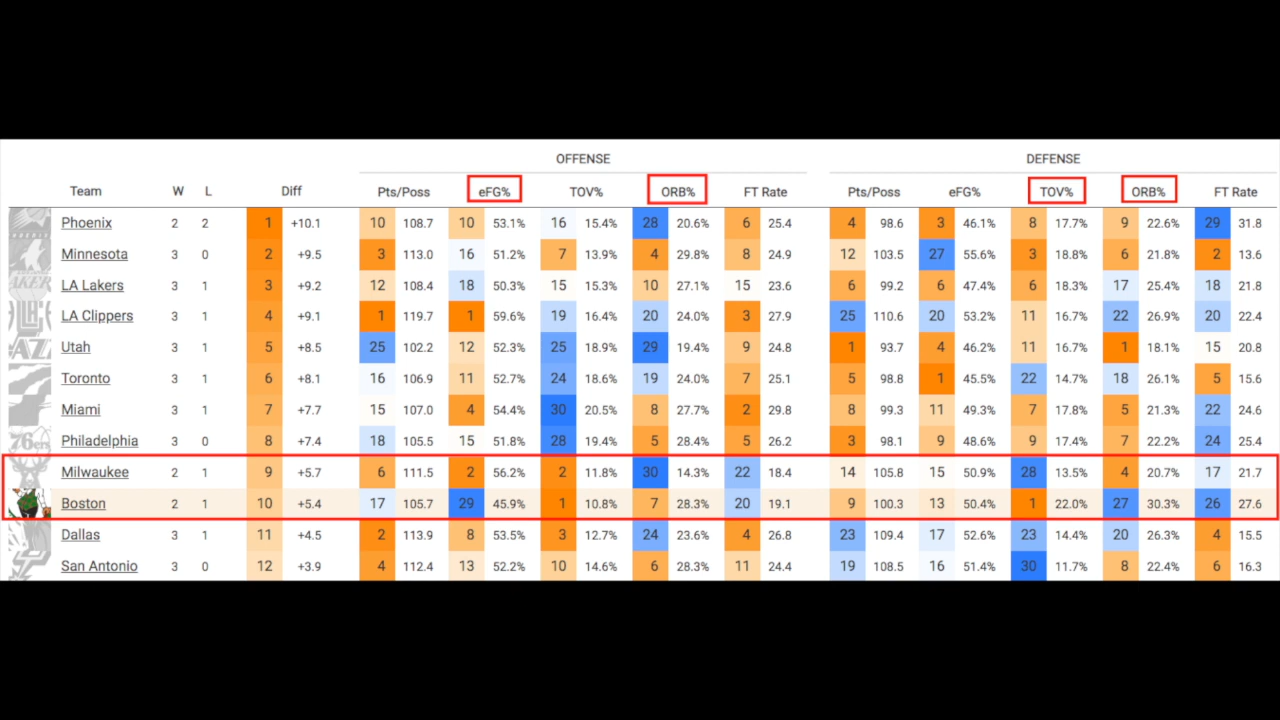 OFFENSE DEFENSE
Team W L Diff Pts/Poss eFG% TOV% ORB% FT Rate Pts/Poss eFG% TOV% ORB% FT Rate
Phoenix 2 2 1 +10.1 10 108.7 10 53.1% 16 15.4% 28 20.6% 6 25.4 4 98.6 3 46.1% 8 17.7% 9 22.6% 29 31.8
Minnesota 3 0 2 +9.5 3 113.0 16 51.2% 7 13.9% 4 29.8% 8 24.9 12 103.5 27 55.6% 3 18.8% 6 21.8% 2 13.6
LA Lakers 3 1 3 +9.2 12 108.4 18 50.3% 15 15.3% 10 27.1% 15 23.6 6 99.2 6 47.4% 6 18.3% 17 25.4% 18 21.8
LA Clippers 3 1 4 +9.1 1 119.7 1 59.6% 19 16.4% 20 24.0% 3 27.9 25 110.6 20 53.2% 11 16.7% 22 26.9% 20 22.4
Utah 3 1 5 +8.5 25 102.2 12 52.3% 25 18.9% 29 19.4% 9 24.8 1 93.7 4 46.2% 11 16.7% 1 18.1% 15 20.8
Toronto 3 1 6 +8.1 16 106.9 11 52.7% 24 18.6% 19 24.0% 7 25.1 5 98.8 1 45.5% 22 14.7% 18 26.1% 5 15.6
Miami 3 1 7 +7.7 15 107.0 4 54.4% 30 20.5% 8 27.7% 2 29.8 8 99.3 11 49.3% 7 17.8% 5 21.3% 22 24.6
76ers Philadelphia 3 0 8 +7.4 18 105.5 15 51.8% 28 19.4% 5 28.4% 5 26.2 3 98.1 9 48.6% 9 17.4% 7 22.2% 24 25.4
Milwaukee 2 1 9 +5.7 6 111.5 2 56.2% 2 11.8% 30 14.3% 22 18.4 14 105.8 15 50.9% 28 13.5% 4 20.7% 17 21.7
Boston 2 1 10 +5.4 17 105.7 29 45.9% 1 10.8% 7 28.3% 20 19.1 9 100.3 13 50.4% 1 22.0% 27 30.3% 26 27.6
Dallas 3 1 11 +4.5 2 113.9 8 53.5% 3 12.7% 24 23.6% 4 26.8 23 109.4 17 52.6% 23 14.4% 20 26.3% 4 15.5
San Antonio 3 0 12 +3.9 4 112.4 13 52.2% 10 14.6% 6 28.3% 11 24.4 19 108.5 16 51.4% 30 11.7% 8 22.4% 6 16.3